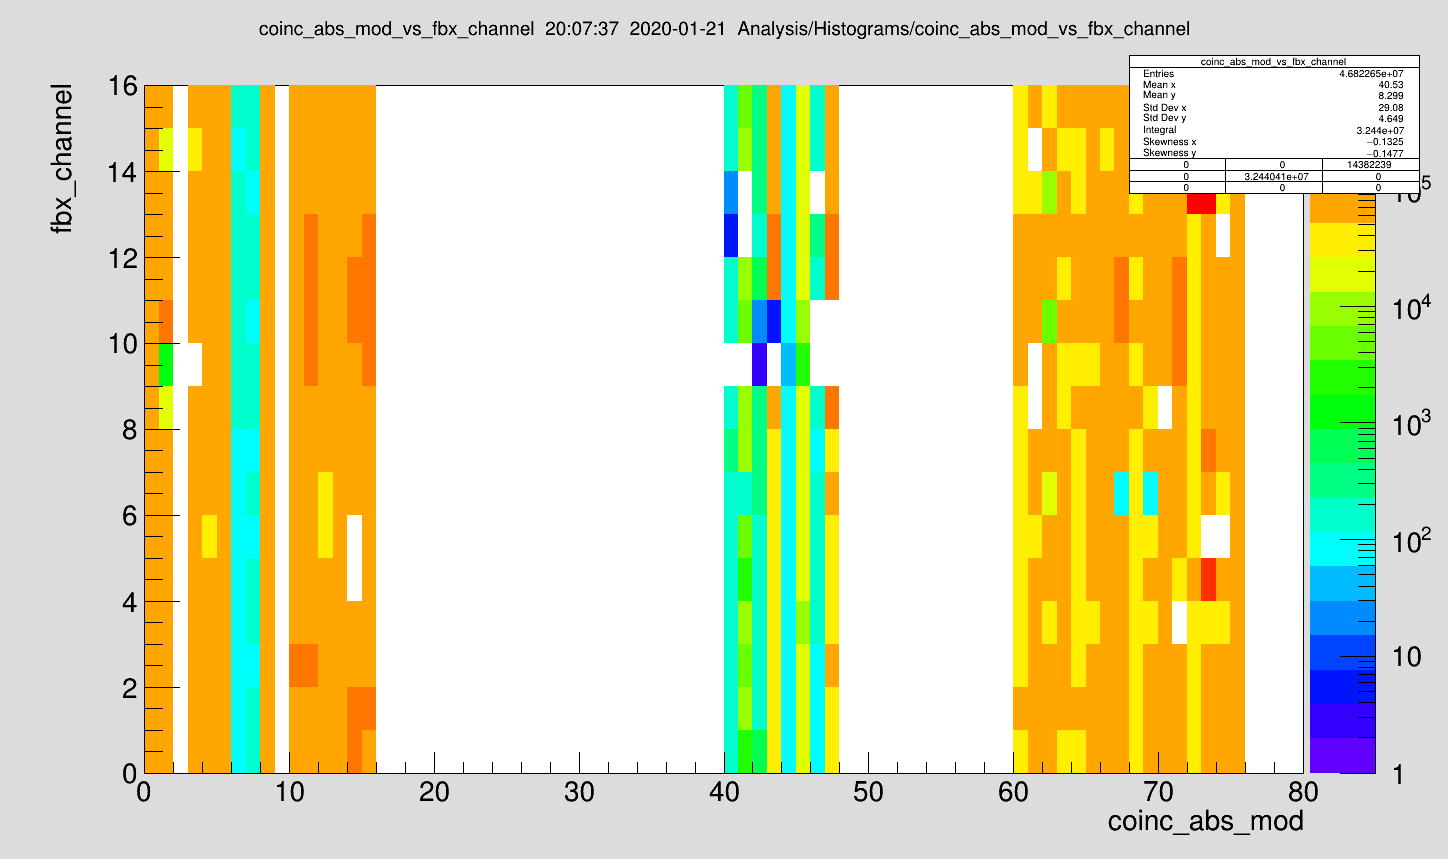 coinc_abs_mod_vs_fbx_channel 20:07:37 2020-01-21 Analysis/Histograms/coinc_abs_mod_vs_fbx_channel
coinc_abs_mod_vs_fbx_channel
Entries 4.682265e+07
Mean x 40.53
Mean y 8.299
Std Dev x 29.08
Std Dev y 4.649
Integral 3.244e+07
Skewness x −0.1325
Skewness y −0.1477
0 0 14382239
0 3.244041e+07 0
0 0 0
fbx_channel
16
14
12
10
8
6
4
2
0
0 10 20 30 40 50 60 70 80
coinc_abs_mod
10^5
10^4
10^3
10^2
10
1